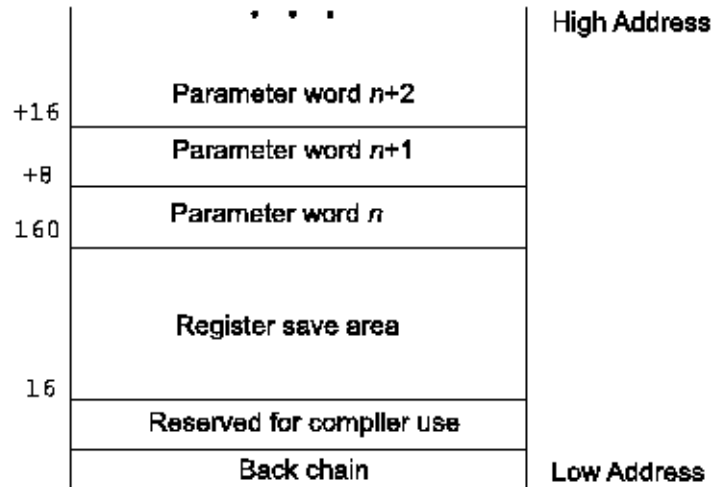 . . .
High Address
Parameter word n+2
+16
Parameter word n+1
+8
Parameter word n
160
Register save area
16
Reserved for compiler use
Back chain
Low Address